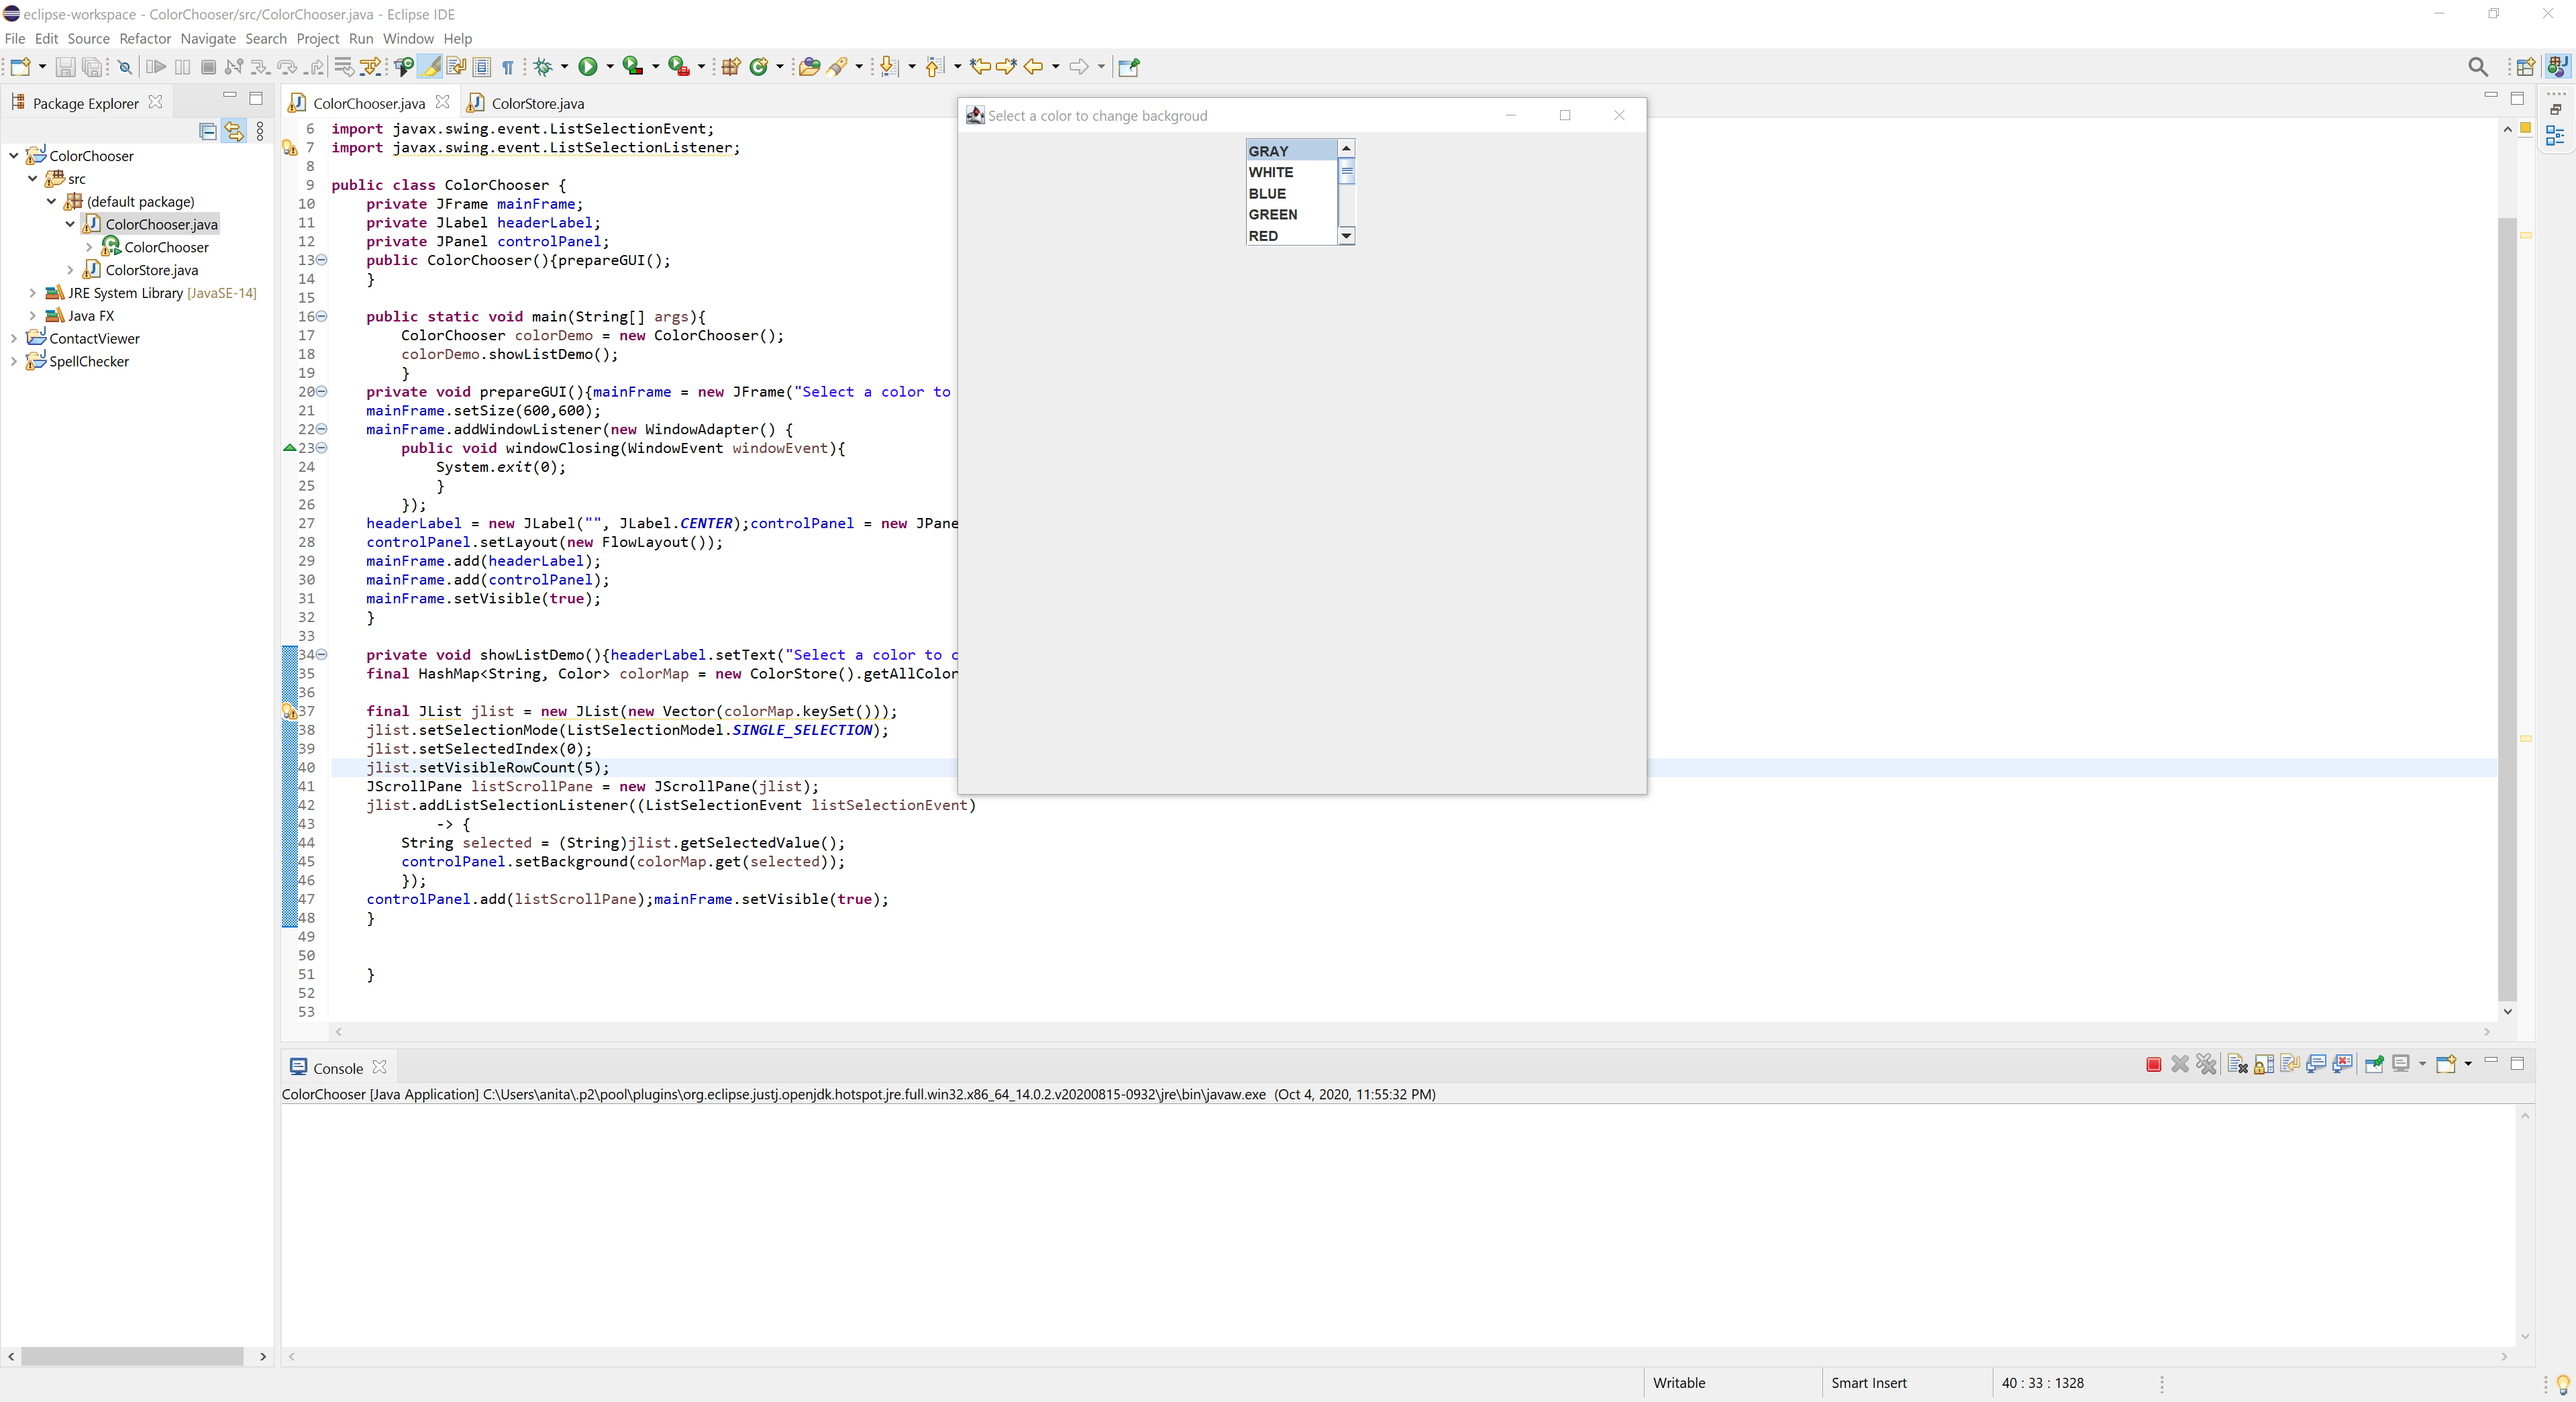 eclipse-workspace - ColorChooser/src/ColorChooser.java - Eclipse IDE
File Edit Source Refactor Navigate Search Project Run Window Help
Package Explorer
ColorChooser
src
(default package)
ColorChooser.java
ColorChooser
ColorStore.java
JRE System Library [JavaSE-14]
Java FX
ContactViewer
SpellChecker
ColorChooser.java ColorStore.java
6 import javax.swing.event.ListSelectionEvent;
7 import javax.swing.event.ListSelectionListener;
8
9 public class ColorChooser {
10 private JFrame mainFrame;
11 private JLabel headerLabel;
12 private JPanel controlPanel;
13 public ColorChooser(){prepareGUI();
14 }
15
16 public static void main(String[] args){
17 ColorChooser colorDemo = new ColorChooser();
18 colorDemo.showListDemo();
19 }
20 private void prepareGUI(){mainFrame = new JFrame("Select a color to
21 mainFrame.setSize(600,600);
22 mainFrame.addWindowListener(new WindowAdapter() {
23 public void windowClosing(WindowEvent windowEvent){
24 System.exit(0);
25 }
26 });
27 headerLabel = new JLabel("", JLabel.CENTER);controlPanel = new JPane
28 controlPanel.setLayout(new FlowLayout());
29 mainFrame.add(headerLabel);
30 mainFrame.add(controlPanel);
31 mainFrame.setVisible(true);
32 }
33
34 private void showListDemo(){headerLabel.setText("Select a color to c
35 final HashMap<String, Color> colorMap = new ColorStore().getAllColor
36
37 final JList jlist = new JList(new Vector(colorMap.keySet()));
38 jlist.setSelectionMode(ListSelectionModel.SINGLE_SELECTION);
39 jlist.setSelectedIndex(0);
40 jlist.setVisibleRowCount(5);
41 JScrollPane listScrollPane = new JScrollPane(jlist);
42 jlist.addListSelectionListener((ListSelectionEvent listSelectionEvent)
43 -> {
44 String selected = (String)jlist.getSelectedValue();
45 controlPanel.setBackground(colorMap.get(selected));
46 });
47 controlPanel.add(listScrollPane);mainFrame.setVisible(true);
48 }
49
50
51 }
52
53
Select a color to change backgroud
GRAY
WHITE
BLUE
GREEN
RED
Console
ColorChooser [Java Application] C:\Users\anita\.p2\pool\plugins\org.eclipse.justj.openjdk.hotspot.jre.full.win32.x86_64_14.0.2.v20200815-0932\jre\bin\javaw.exe (Oct 4, 2020, 11:55:32 PM)
Writable Smart Insert 40 : 33 : 1328